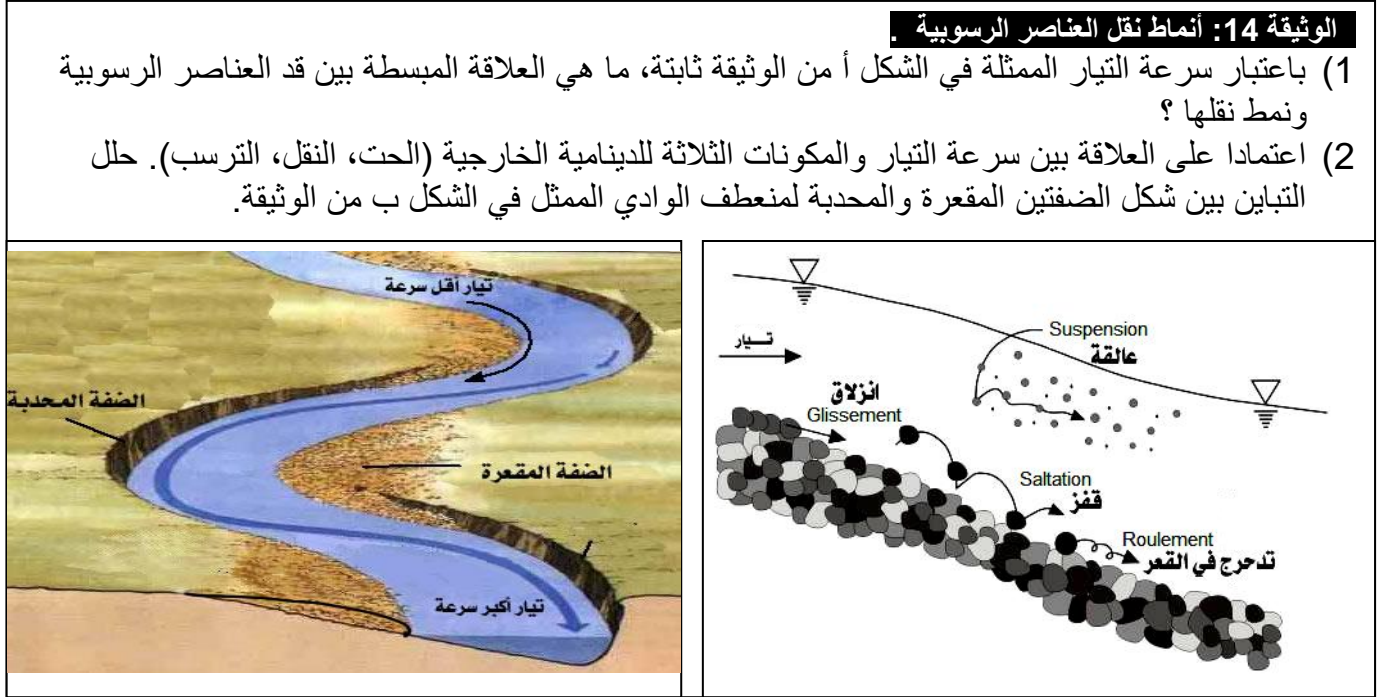 الوثيقة 14: أنماط نقل العناصر الرسوبية .
1) باعتبار سرعة التيار الممثلة في الشكل أ من الوثيقة ثابتة، ما هي العلاقة المبسطة بين قد العناصر الرسوبية
ونمط نقلها ؟
2) اعتمادا على العلاقة بين سرعة التيار والمكونات الثلاثة للدينامية الخارجية (الحت، النقل، الترسب). حلل
التباين بين شكل الضفتين المقعرة والمحدبة لمنعطف الوادي الممثل في الشكل ب من الوثيقة.
تيار
Suspension
عالقة
انزلاق
Glissement
Saltation
قفز
Roulement
تدحرج في القعر
تيار أقل سرعة
الضفة المحدبة
الضفة المقعرة
تيار أكبر سرعة